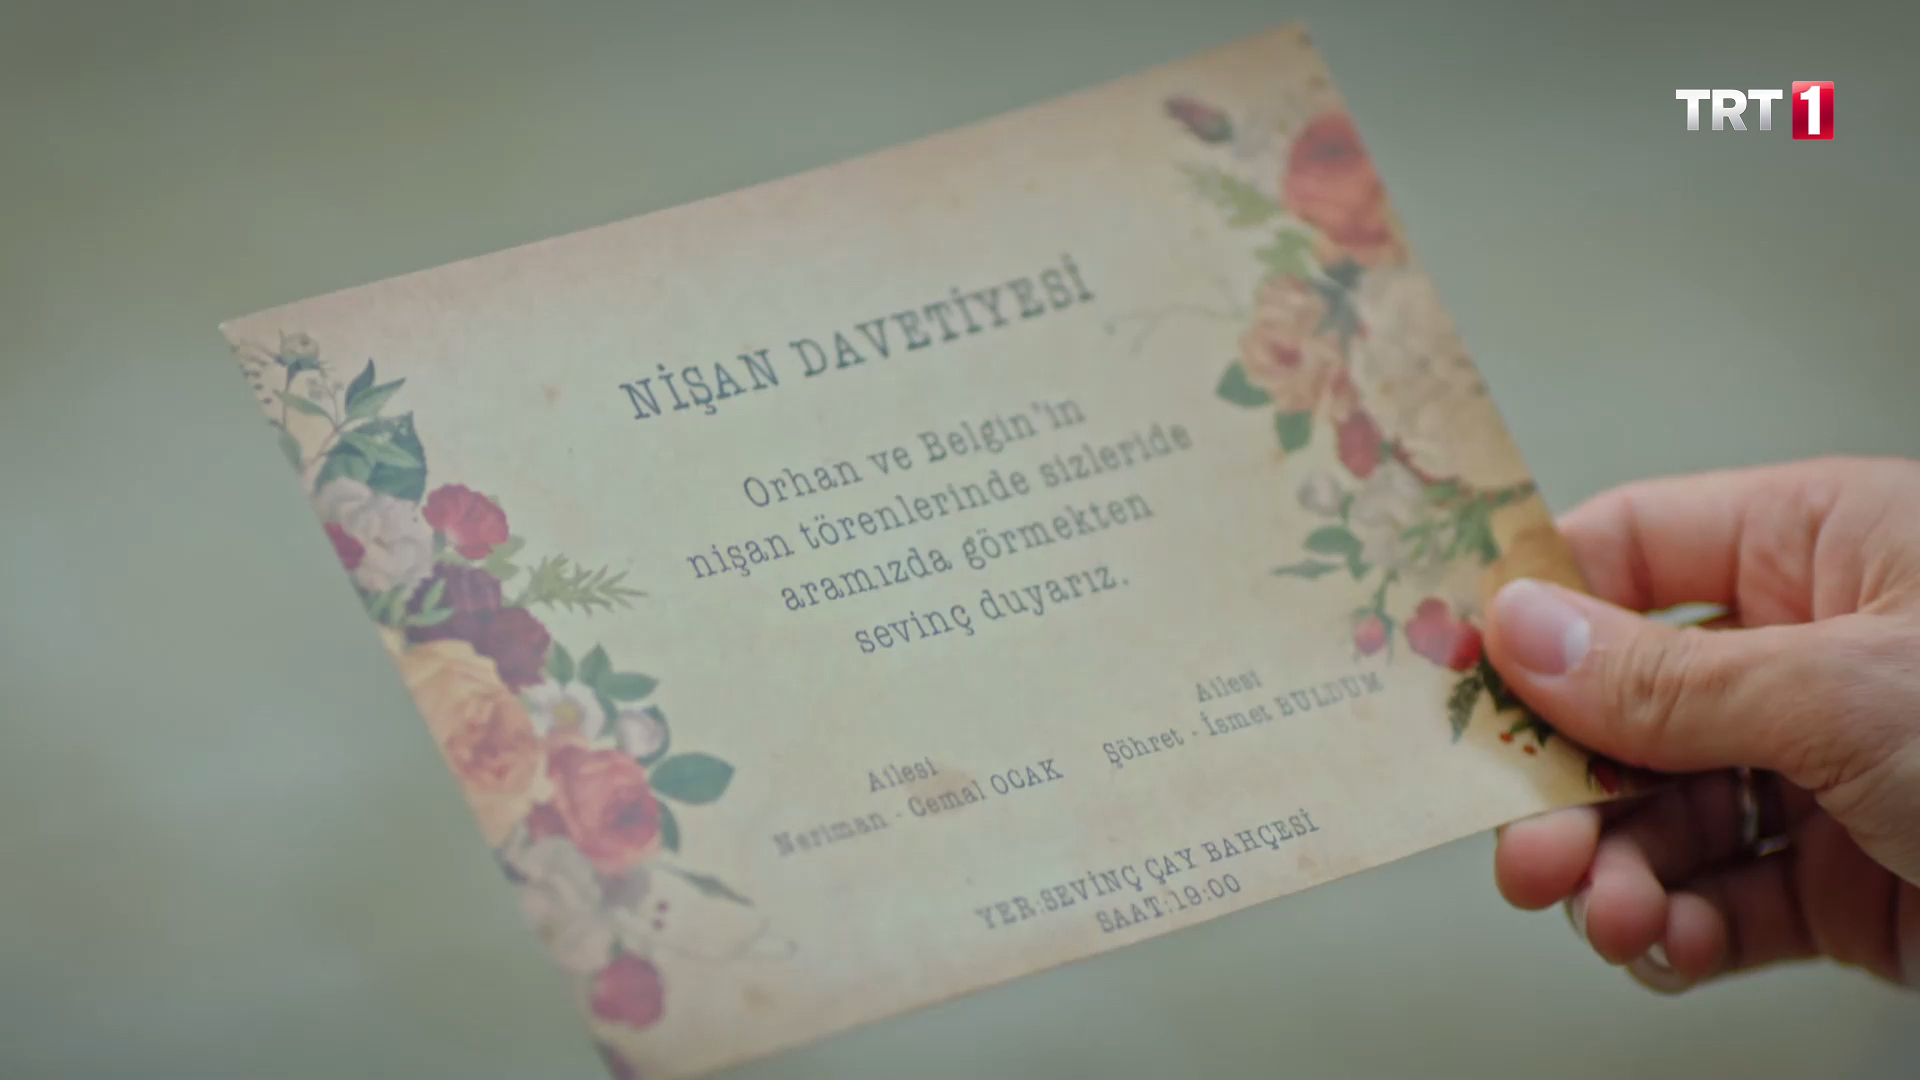 TRT 1
NİŞAN DAVETİYESİ
Orhan ve Belgin'in
nişan törenlerinde sizleride
aramızda görmekten
sevinç duyarız.
Ailesi
Neriman - Cemal OCAK
Ailesi
Şöhret - İsmet BULDUM
YER:SEVİNÇ ÇAY BAHÇESİ
SAAT:19:00